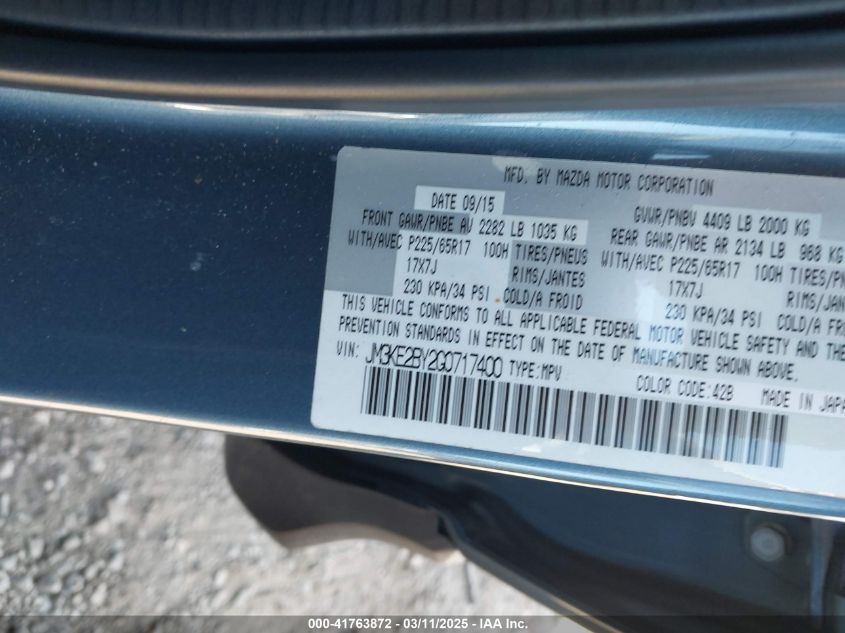 MFD. BY MAZDA MOTOR CORPORATION
DATE 09/15
GVWR/PNBV 4409 LB 2000 KG
FRONT GAWR/PNBE AV 2282 LB 1035 KG
REAR GAWR/PNBE AR 2134 LB 968 KG
WITH/AVEC P225/65R17 100H TIRES/PNEUS
WITH/AVEC P225/65R17 100H TIRES/PN
17X7J RIMS/JANTES
17X7J RIMS/JAN
230 KPA/34 PSI COLD/A FROID
230 KPA/34 PSI COLD/A F
THIS VEHICLE CONFORMS TO ALL APPLICABLE FEDERAL MOTOR VEHICLE SAFETY AND THE
PREVENTION STANDARDS IN EFFECT ON THE DATE OF MANUFACTURE SHOWN ABOVE.
VIN: JM3KE2BY2G0717400 TYPE:MPV
COLOR CODE:42B MADE IN JAPA
000-41763872 - 03/11/2025 - IAA Inc.